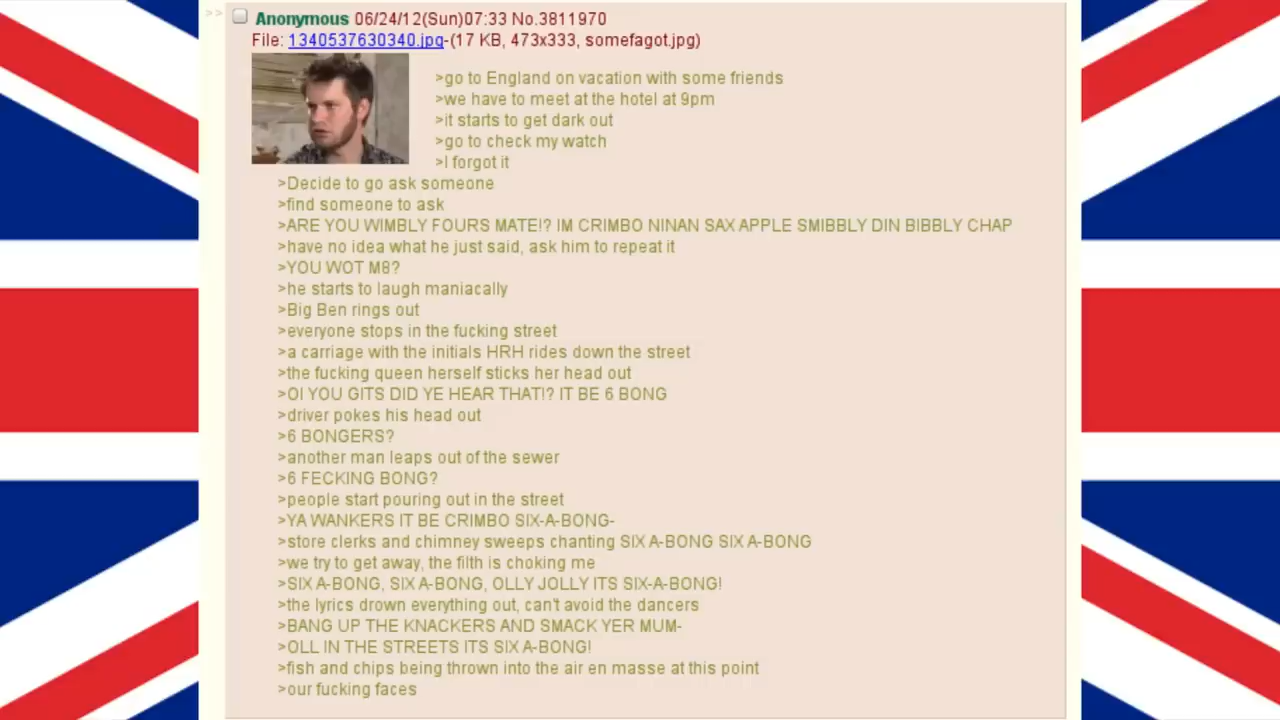 >> Anonymous 06/24/12(Sun)07:33 No.3811970
File: 1340537630340.jpg-(17 KB, 473x333, somefagot.jpg)
>go to England on vacation with some friends
>we have to meet at the hotel at 9pm
>it starts to get dark out
>go to check my watch
>I forgot it
>Decide to go ask someone
>find someone to ask
>ARE YOU WIMBLY FOURS MATE!? IM CRIMBO NINAN SAX APPLE SMIBBLY DIN BIBBLY CHAP
>have no idea what he just said, ask him to repeat it
>YOU WOT M8?
>he starts to laugh maniacally
>Big Ben rings out
>everyone stops in the fucking street
>a carriage with the initials HRH rides down the street
>the fucking queen herself sticks her head out
>OI YOU GITS DID YE HEAR THAT!? IT BE 6 BONG
>driver pokes his head out
>6 BONGERS?
>another man leaps out of the sewer
>6 FECKING BONG?
>people start pouring out in the street
>YA WANKERS IT BE CRIMBO SIX-A-BONG-
>store clerks and chimney sweeps chanting SIX A-BONG SIX A-BONG
>we try to get away, the filth is choking me
>SIX A-BONG, SIX A-BONG, OLLY JOLLY ITS SIX-A-BONG!
>the lyrics drown everything out, can't avoid the dancers
>BANG UP THE KNACKERS AND SMACK YER MUM-
>OLL IN THE STREETS ITS SIX A-BONG!
>fish and chips being thrown into the air en masse at this point
>our fucking faces